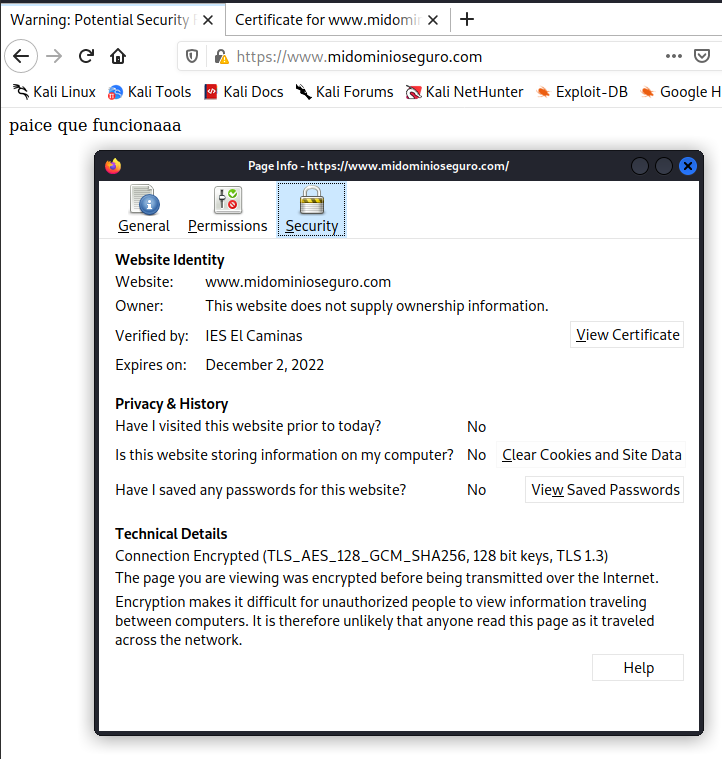 Warning: Potential Security
Certificate for www.midomin
https://www.midominioseguro.com
Kali Linux Kali Tools Kali Docs Kali Forums Kali NetHunter Exploit-DB Google H
paice que funcionaaa
Page Info - https://www.midominioseguro.com/
General Permissions Security
Website Identity
Website: www.midominioseguro.com
Owner: This website does not supply ownership information.
Verified by: IES El Caminas View Certificate
Expires on: December 2, 2022
Privacy & History
Have I visited this website prior to today? No
Is this website storing information on my computer? No Clear Cookies and Site Data
Have I saved any passwords for this website? No View Saved Passwords
Technical Details
Connection Encrypted (TLS_AES_128_GCM_SHA256, 128 bit keys, TLS 1.3)
The page you are viewing was encrypted before being transmitted over the Internet.
Encryption makes it difficult for unauthorized people to view information traveling
between computers. It is therefore unlikely that anyone read this page as it traveled
across the network.
Help